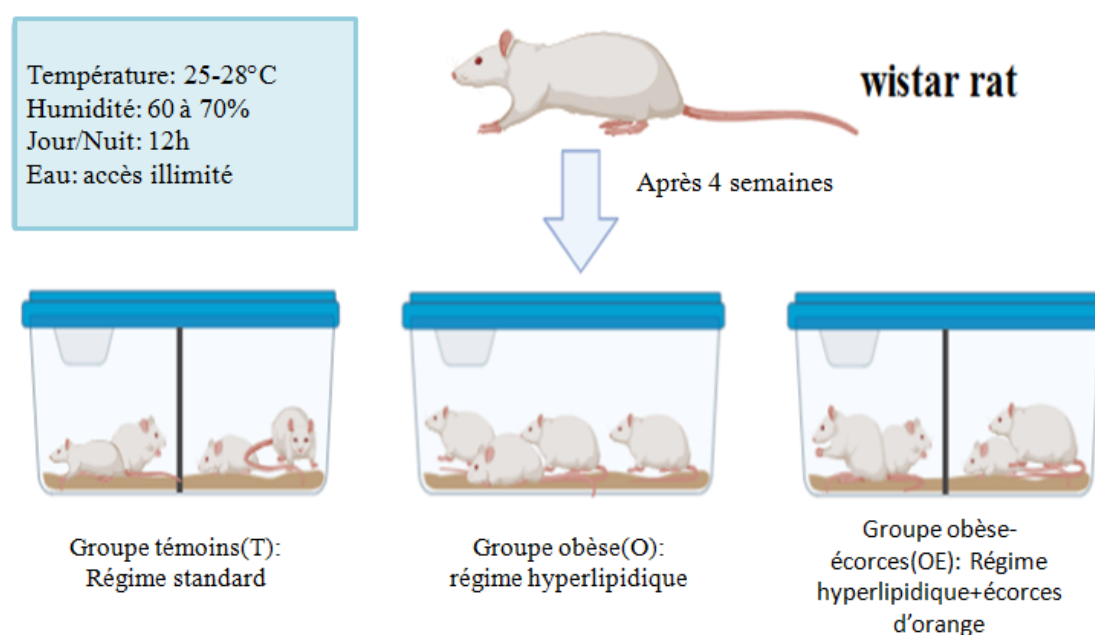 Température: 25-28°C
Humidité: 60 à 70%
Jour/Nuit: 12h
Eau: accès illimité
wistar rat
Après 4 semaines
Groupe témoins(T):
Régime standard
Groupe obèse(O):
régime hyperlipidique
Groupe obèse-
écorces(OE): Régime
hyperlipidique+écorces
d'orange